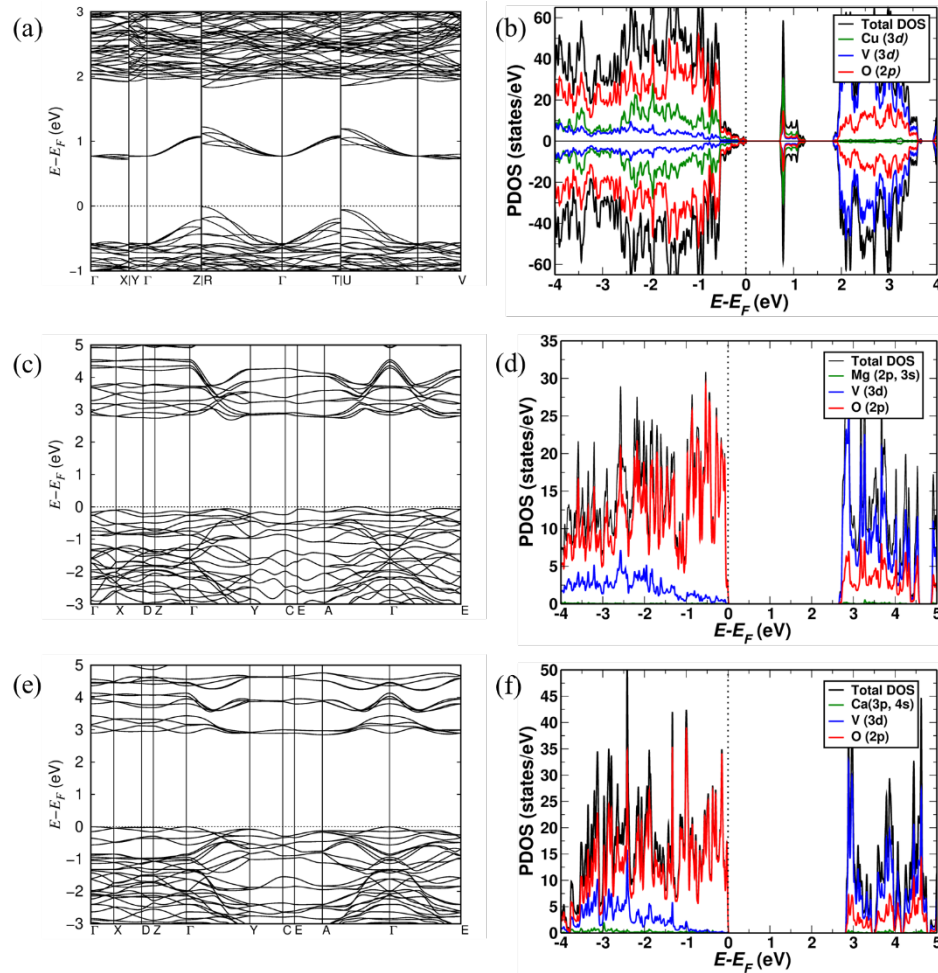 (a)
E−E_F (eV)
3
2
1
0
−1
Γ X|Y Γ Z|R Γ T|U Γ V
(b)
PDOS (states/eV)
60
40
20
0
-20
-40
-60
Total DOS
Cu (3d)
V (3d)
O (2p)
-4 -3 -2 -1 0 1 2 3 4
E-E_F (eV)
(c)
E−E_F (eV)
5
4
3
2
1
0
−1
−2
−3
Γ X D Z Γ Y C E A Γ E
(d)
PDOS (states/eV)
35
30
25
20
15
10
5
0
Total DOS
Mg (2p, 3s)
V (3d)
O (2p)
-4 -3 -2 -1 0 1 2 3 4 5
E-E_F (eV)
(e)
E−E_F (eV)
5
4
3
2
1
0
−1
−2
−3
Γ X D Z Γ Y C E A Γ E
(f)
PDOS (states/eV)
50
45
40
35
30
25
20
15
10
5
0
Total DOS
Ca(3p, 4s)
V (3d)
O (2p)
-4 -3 -2 -1 0 1 2 3 4 5
E-E_F (eV)